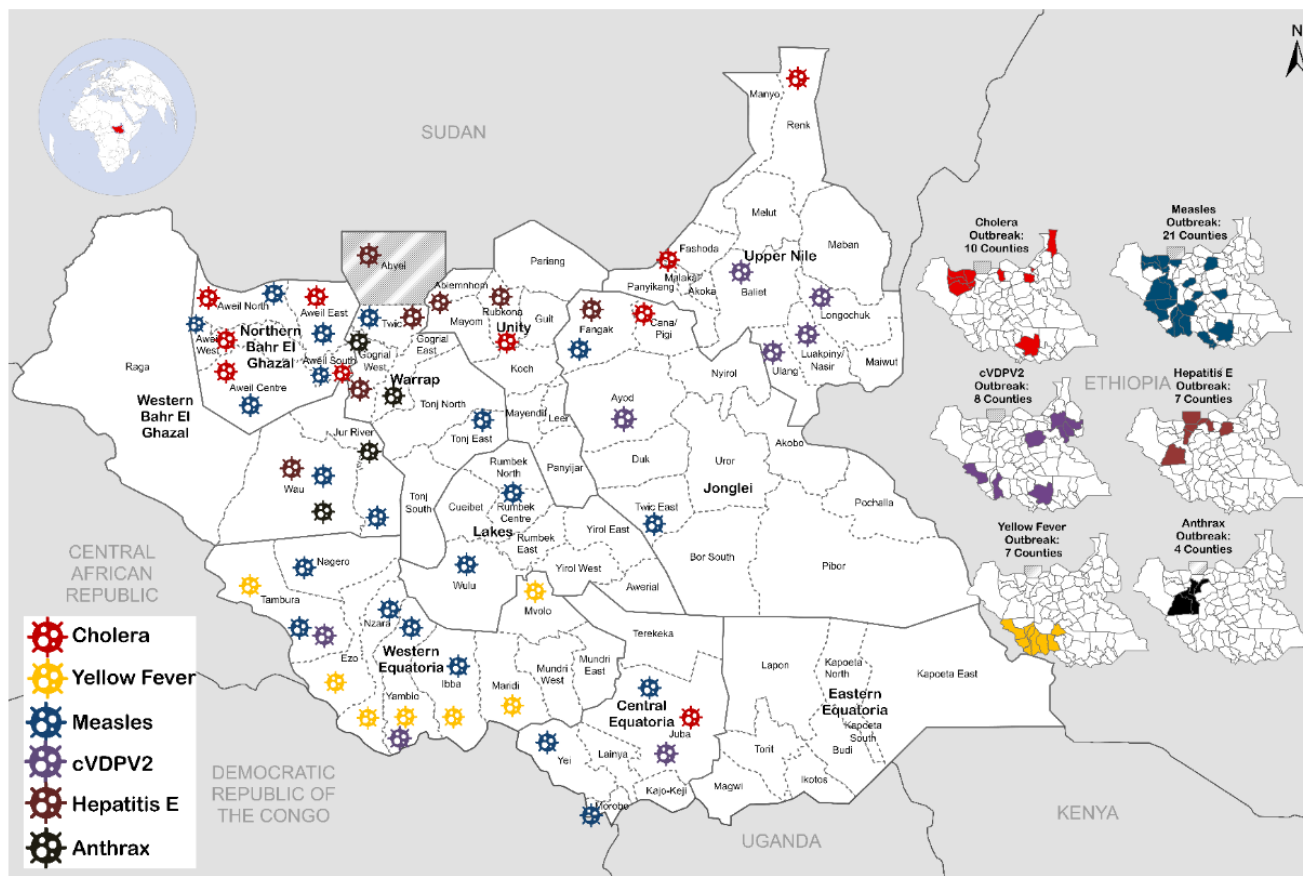 N
SUDAN
Manyo
Renk
Melut
Maban
Fashoda
Upper Nile
Malakal
Panyikang
Akoka
Baliet
Longochuk
Luakpiny/
Nasir
Maiwut
Ulang
Abyei
Pariang
Abiemnhom
Rubkona
Mayom
Guit
Unity
Koch
Mayendit
Leer
Panyijar
Fangak
Cana/
Pigi
Nyirol
Ayod
Akobo
Duk
Uror
Jonglei
Pochalla
Twic East
Bor South
Pibor
Aweil North
Aweil East
Northern
Bahr El
Ghazal
Aweil
West
Aweil South
Aweil Centre
Raga
Western
Bahr El
Ghazal
Jur River
Wau
Twic
Gogrial
West
Gogrial
East
Warrap
Tonj North
Tonj East
Tonj
South
Rumbek
North
Cueibet
Rumbek
Centre
Lakes
Rumbek
East
Yirol East
Yirol West
Awerial
Wulu
CENTRAL
AFRICAN
REPUBLIC
Nagero
Tambura
Nzara
Ezo
Western
Equatoria
Ibba
Yambio
Maridi
Mvolo
Mundri
West
Mundri
East
Terekeka
Central
Equatoria
Juba
Yei
Lainya
Morobo
Kajo-Keji
Lapon
Kapoeta
North
Kapoeta East
Eastern
Equatoria
Kapoeta
South
Torit
Budi
Ikotos
Magwi
DEMOCRATIC
REPUBLIC OF
THE CONGO
UGANDA
KENYA
ETHIOPIA
Cholera
Outbreak:
10 Counties
Measles
Outbreak:
21 Counties
cVDPV2
Outbreak:
8 Counties
Hepatitis E
Outbreak:
7 Counties
Yellow Fever
Outbreak:
7 Counties
Anthrax
Outbreak:
4 Counties
Cholera
Yellow Fever
Measles
cVDPV2
Hepatitis E
Anthrax